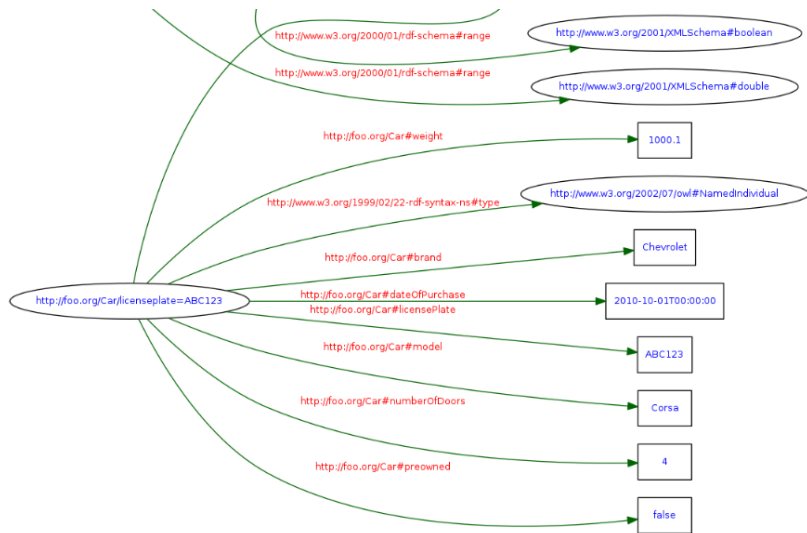 http://www.w3.org/2000/01/rdf-schema#range
http://www.w3.org/2001/XMLSchema#boolean
http://www.w3.org/2000/01/rdf-schema#range
http://www.w3.org/2001/XMLSchema#double
http://foo.org/Car#weight
1000.1
http://www.w3.org/1999/02/22-rdf-syntax-ns#type
http://www.w3.org/2002/07/owl#NamedIndividual
http://foo.org/Car#brand
Chevrolet
http://foo.org/Car/licenseplate=ABC123
http://foo.org/Car#dateOfPurchase
2010-10-01T00:00:00
http://foo.org/Car#licensePlate
ABC123
http://foo.org/Car#model
Corsa
http://foo.org/Car#numberOfDoors
4
http://foo.org/Car#preowned
false